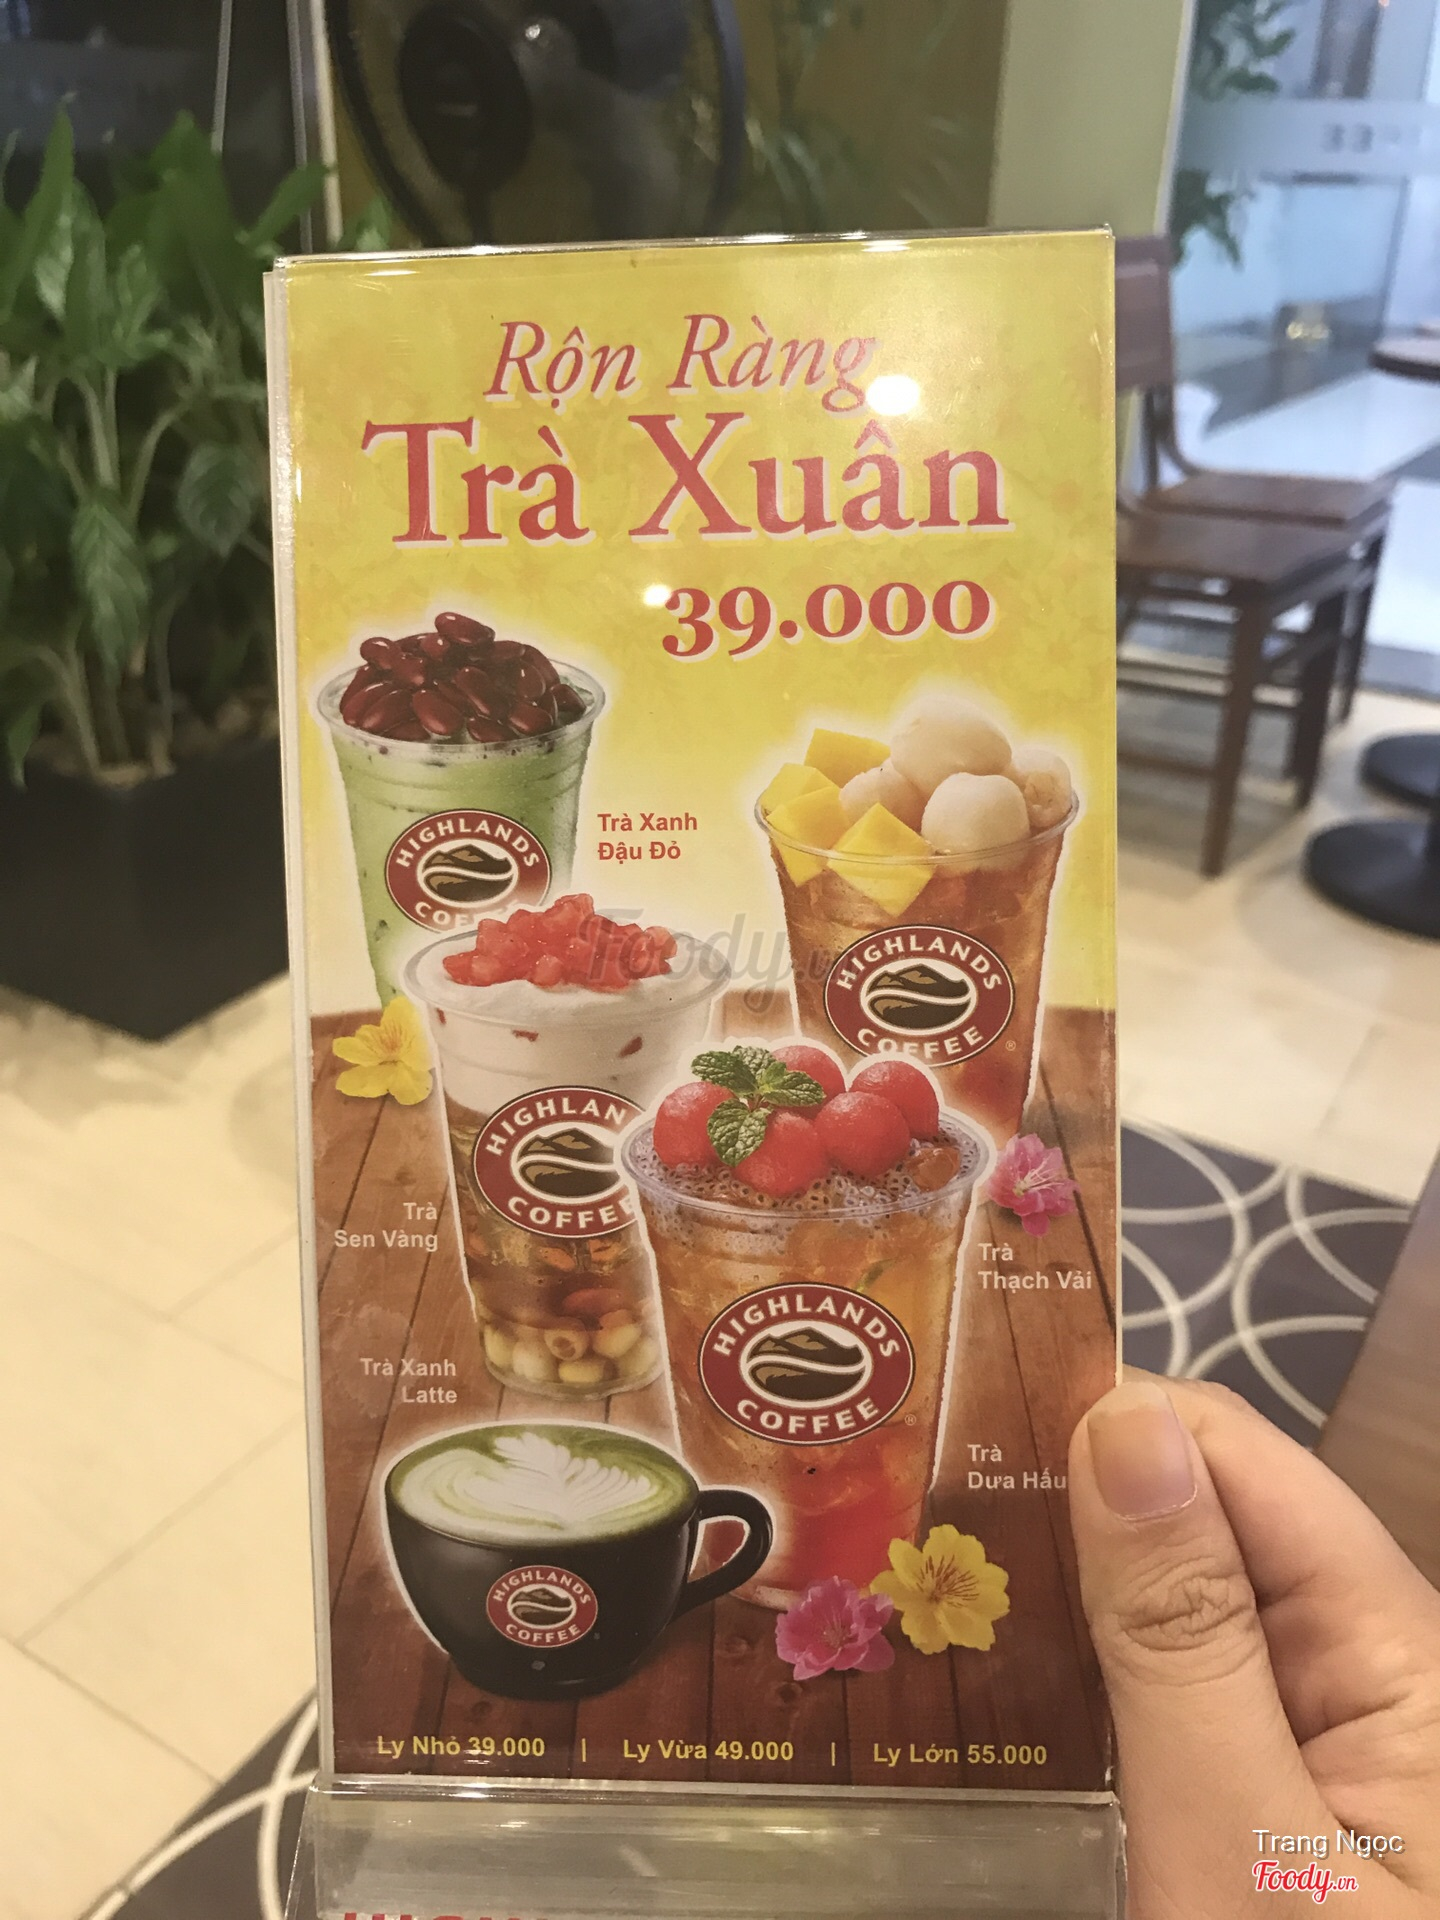 Rộn Ràng
Trà Xuân
39.000
Trà Xanh
Đậu Đỏ
HIGHLANDS
COFFEE
HIGHLANDS
COFFEE
®
Foody.vn
HIGHLANDS
COFFEE
Trà
Sen Vàng
Trà
Thạch Vải
HIGHLANDS
COFFEE
®
Trà Xanh
Latte
Trà
Dưa Hấu
HIGHLANDS
COFFEE
Ly Nhỏ 39.000 | Ly Vừa 49.000 | Ly Lớn 55.000
Trang Ngọc
Foody.vn